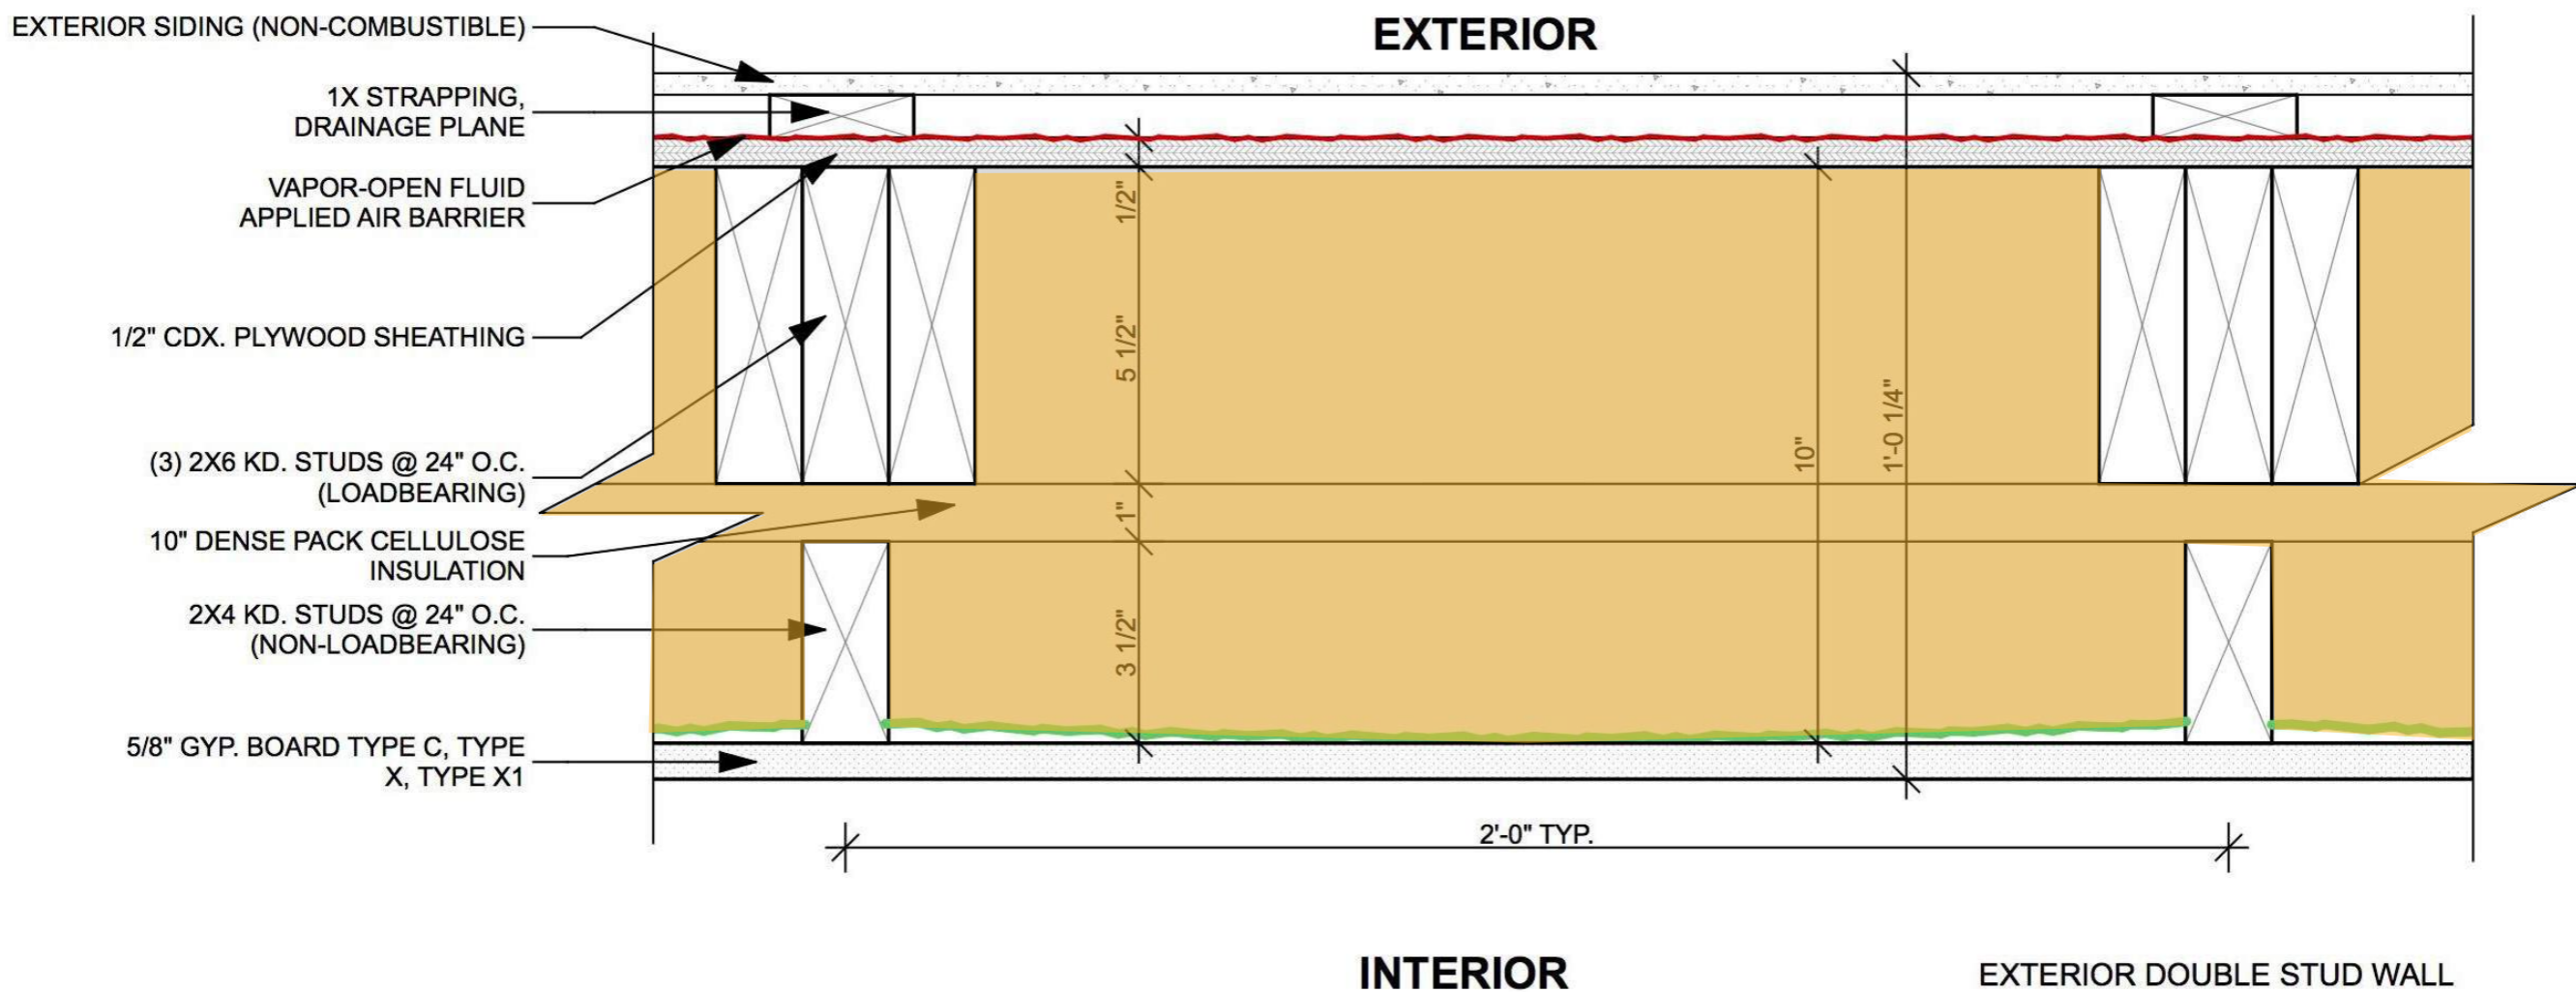 EXTERIOR
EXTERIOR SIDING (NON-COMBUSTIBLE)
1X STRAPPING,
DRAINAGE PLANE
VAPOR-OPEN FLUID
APPLIED AIR BARRIER
1/2" CDX. PLYWOOD SHEATHING
(3) 2X6 KD. STUDS @ 24" O.C.
(LOADBEARING)
10" DENSE PACK CELLULOSE
INSULATION
2X4 KD. STUDS @ 24" O.C.
(NON-LOADBEARING)
5/8" GYP. BOARD TYPE C, TYPE
X, TYPE X1
1/2"
5 1/2"
1"
3 1/2"
10"
1'-0 1/4"
2'-0" TYP.
INTERIOR
EXTERIOR DOUBLE STUD WALL